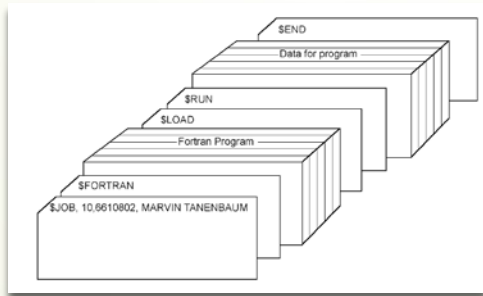 $END
Data for program
$RUN
$LOAD
Fortran Program
$FORTRAN
$JOB, 10,6610802, MARVIN TANENBAUM